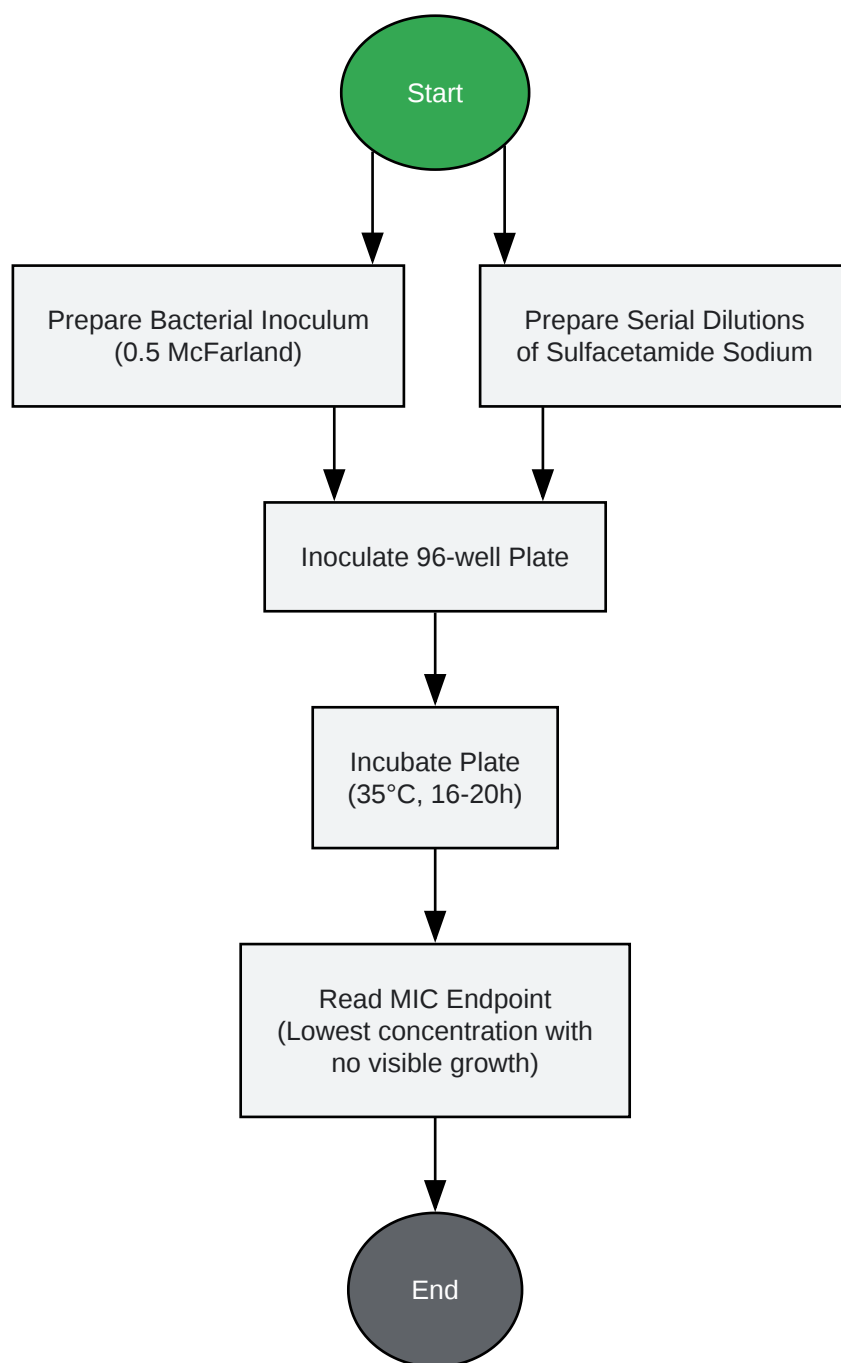 Start
Prepare Bacterial Inoculum
(0.5 McFarland)
Prepare Serial Dilutions
of Sulfacetamide Sodium
Inoculate 96-well Plate
Incubate Plate
(35°C, 16-20h)
Read MIC Endpoint
(Lowest concentration with
no visible growth)
End